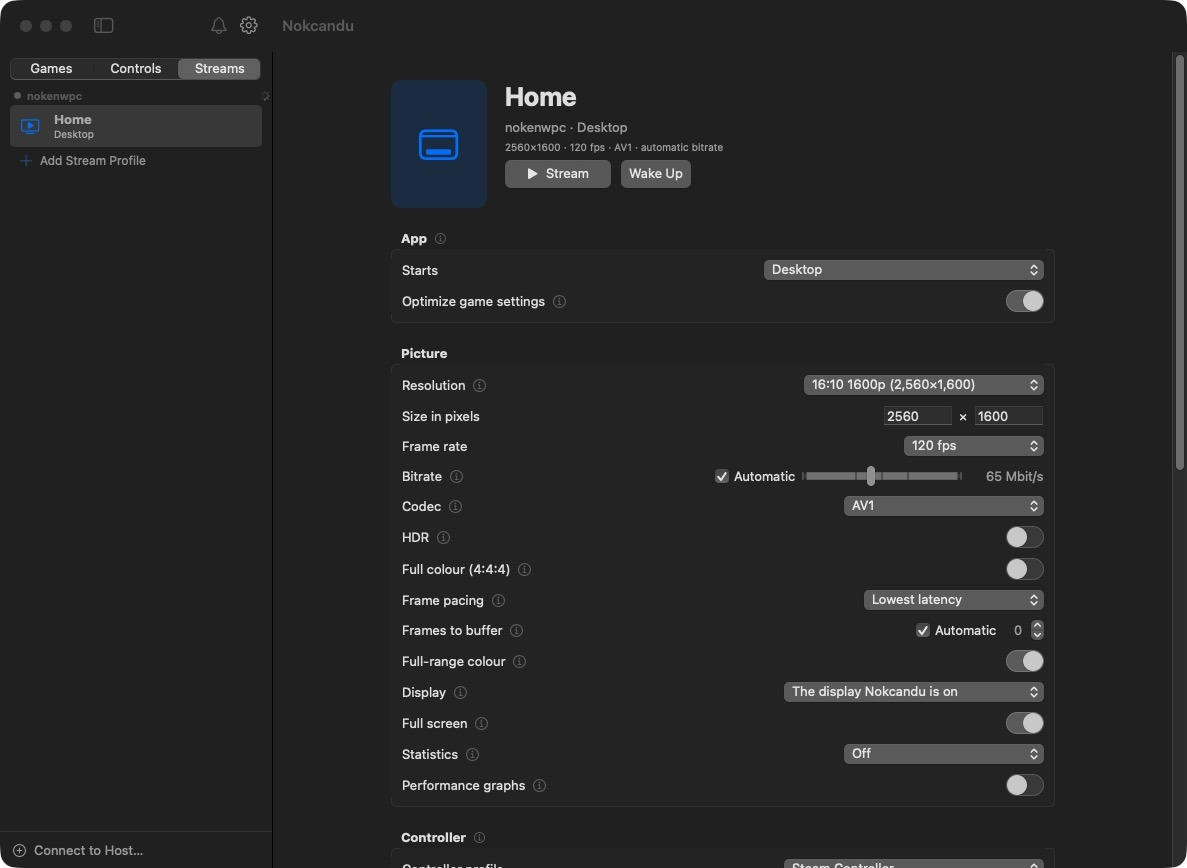 Nokcandu
Games Controls Streams
nokenwpc
Home
Desktop
Add Stream Profile
Connect to Host...
Home
nokenwpc · Desktop
2560×1600 · 120 fps · AV1 · automatic bitrate
Stream Wake Up
App
Starts Desktop
Optimize game settings
Picture
Resolution 16:10 1600p (2,560×1,600)
Size in pixels 2560 × 1600
Frame rate 120 fps
Bitrate Automatic 65 Mbit/s
Codec AV1
HDR
Full colour (4:4:4)
Frame pacing Lowest latency
Frames to buffer Automatic 0
Full-range colour
Display The display Nokcandu is on
Full screen
Statistics Off
Performance graphs
Controller
Controller profile Steam Controller